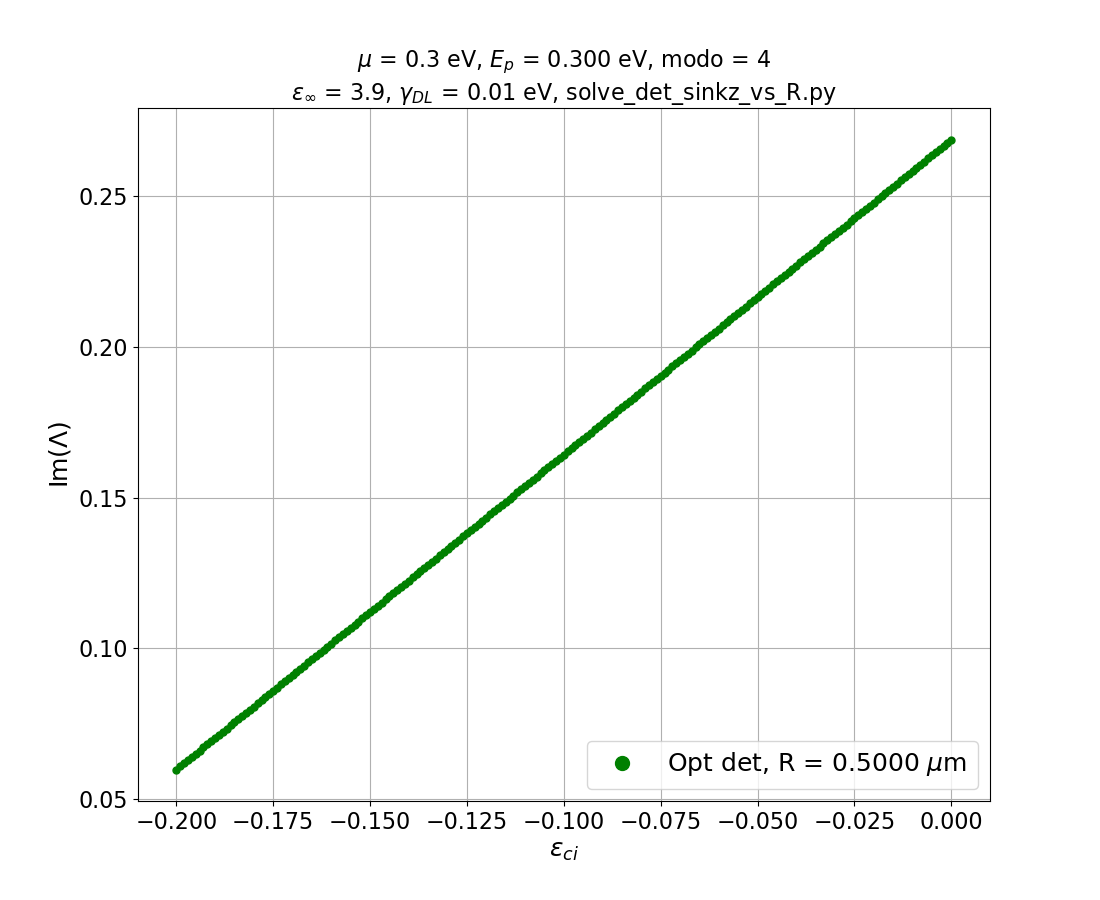 μ = 0.3 eV, E_p = 0.300 eV, modo = 4
ε_∞ = 3.9, γ_DL = 0.01 eV, solve_det_sinkz_vs_R.py
Im(Λ)
0.25
0.20
0.15
0.10
0.05
Opt det, R = 0.5000 μm
−0.200 −0.175 −0.150 −0.125 −0.100 −0.075 −0.050 −0.025 0.000
ε_ci